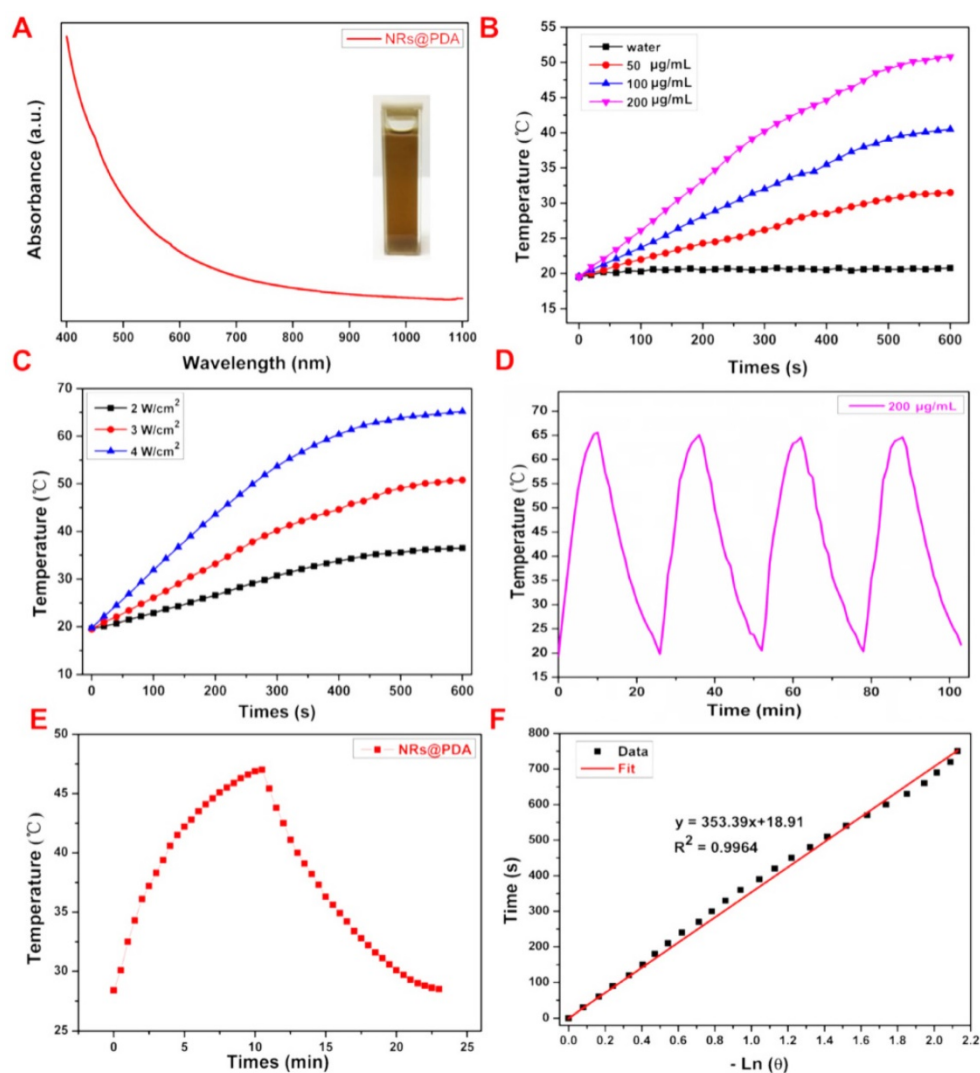 A
NRs@PDA
Absorbance (a.u.)
400 500 600 700 800 900 1000 1100
Wavelength (nm)
B
water
50 µg/mL
100 µg/mL
200 µg/mL
Temperature (℃)
55
50
45
40
35
30
25
20
15
0 100 200 300 400 500 600
Times (s)
C
2 W/cm²
3 W/cm²
4 W/cm²
Temperature (℃)
70
60
50
40
30
20
10
0 100 200 300 400 500 600
Times (s)
D
200 µg/mL
Temperature (℃)
70
65
60
55
50
45
40
35
30
25
20
15
0 20 40 60 80 100
Time (min)
E
NRs@PDA
Temperature (℃)
50
45
40
35
30
25
0 5 10 15 20 25
Times (min)
F
Data
Fit
y = 353.39x+18.91
R² = 0.9964
Time (s)
800
700
600
500
400
300
200
100
0
0.0 0.2 0.4 0.6 0.8 1.0 1.2 1.4 1.6 1.8 2.0 2.2
- Ln (θ)